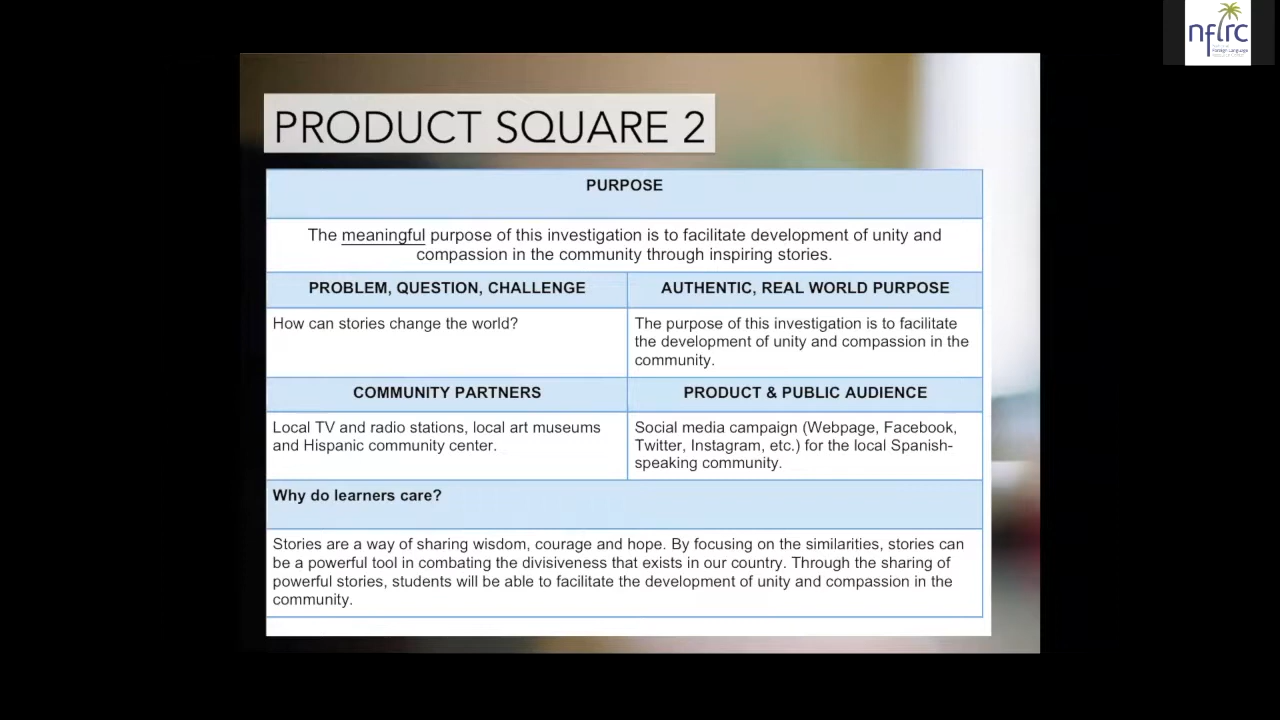 nflrc
PRODUCT SQUARE 2
PURPOSE
The meaningful purpose of this investigation is to facilitate development of unity and
compassion in the community through inspiring stories.
PROBLEM, QUESTION, CHALLENGE
AUTHENTIC, REAL WORLD PURPOSE
How can stories change the world?
The purpose of this investigation is to facilitate
the development of unity and compassion in the
community.
COMMUNITY PARTNERS
PRODUCT & PUBLIC AUDIENCE
Local TV and radio stations, local art museums
and Hispanic community center.
Social media campaign (Webpage, Facebook,
Twitter, Instagram, etc.) for the local Spanish-
speaking community.
Why do learners care?
Stories are a way of sharing wisdom, courage and hope. By focusing on the similarities, stories can
be a powerful tool in combating the divisiveness that exists in our country. Through the sharing of
powerful stories, students will be able to facilitate the development of unity and compassion in the
community.